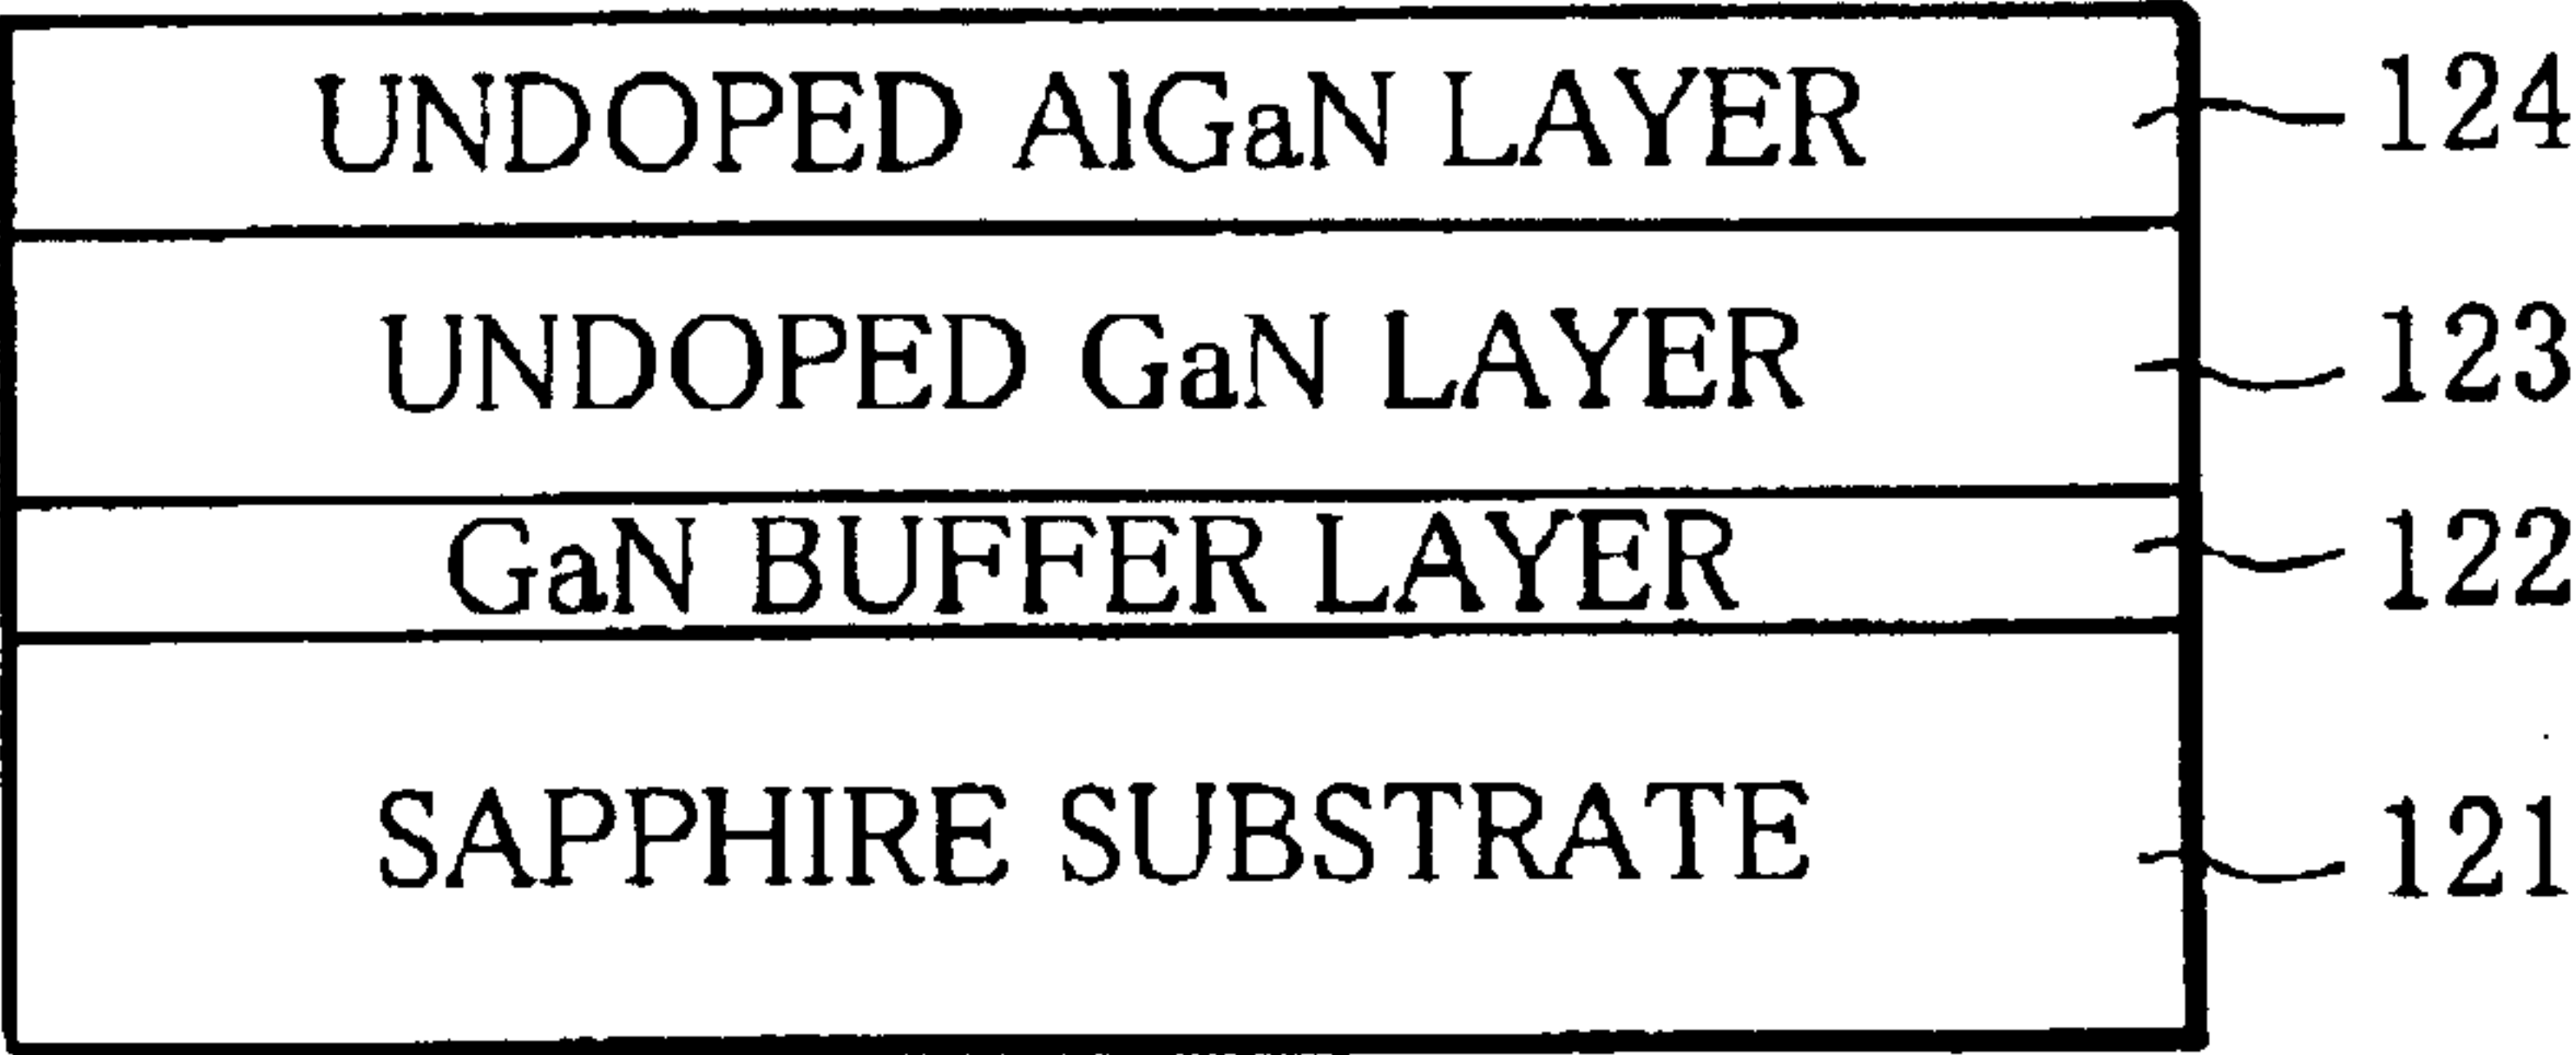 UNDOPED AlGaN LAYER 124
UNDOPED GaN LAYER 123
GaN BUFFER LAYER 122
SAPPHIRE SUBSTRATE 121